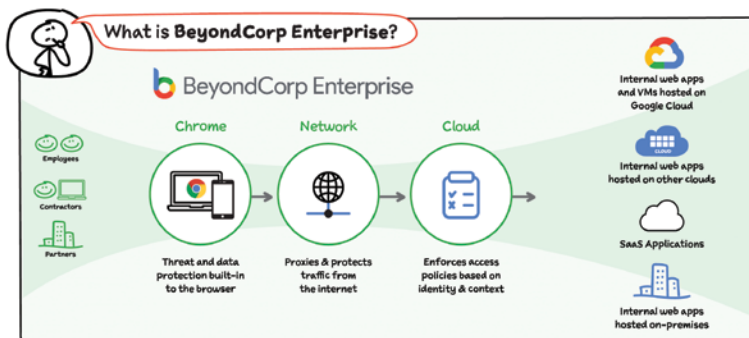 What is BeyondCorp Enterprise?
BeyondCorp Enterprise
Employees
Contractors
Partners
Chrome
Threat and data
protection built-in
to the browser
Network
Proxies & protects
traffic from
the internet
Cloud
Enforces access
policies based on
identity & context
Internal web apps
and VMs hosted on
Google Cloud
CLOUD
Internal web apps
hosted on other clouds
SaaS Applications
Internal web apps
hosted on-premises